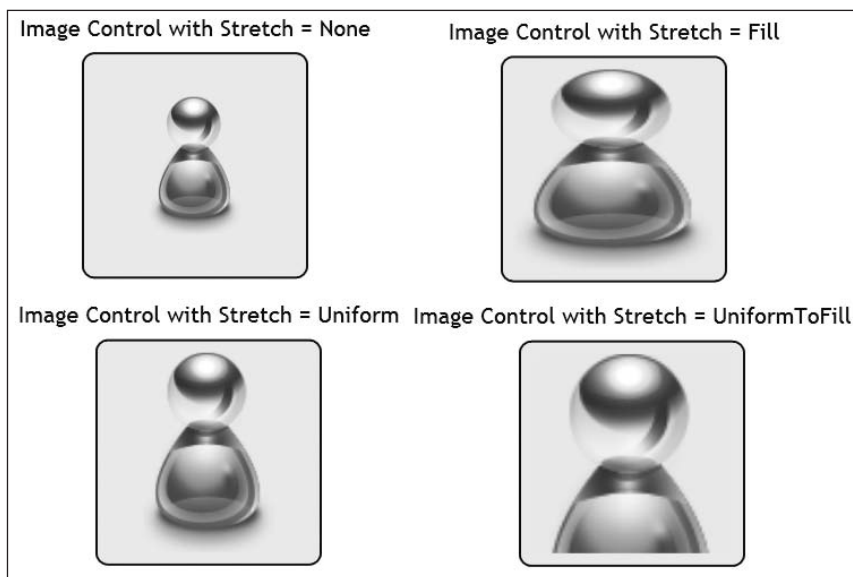 Image Control with Stretch = None
Image Control with Stretch = Fill
Image Control with Stretch = Uniform
Image Control with Stretch = UniformToFill